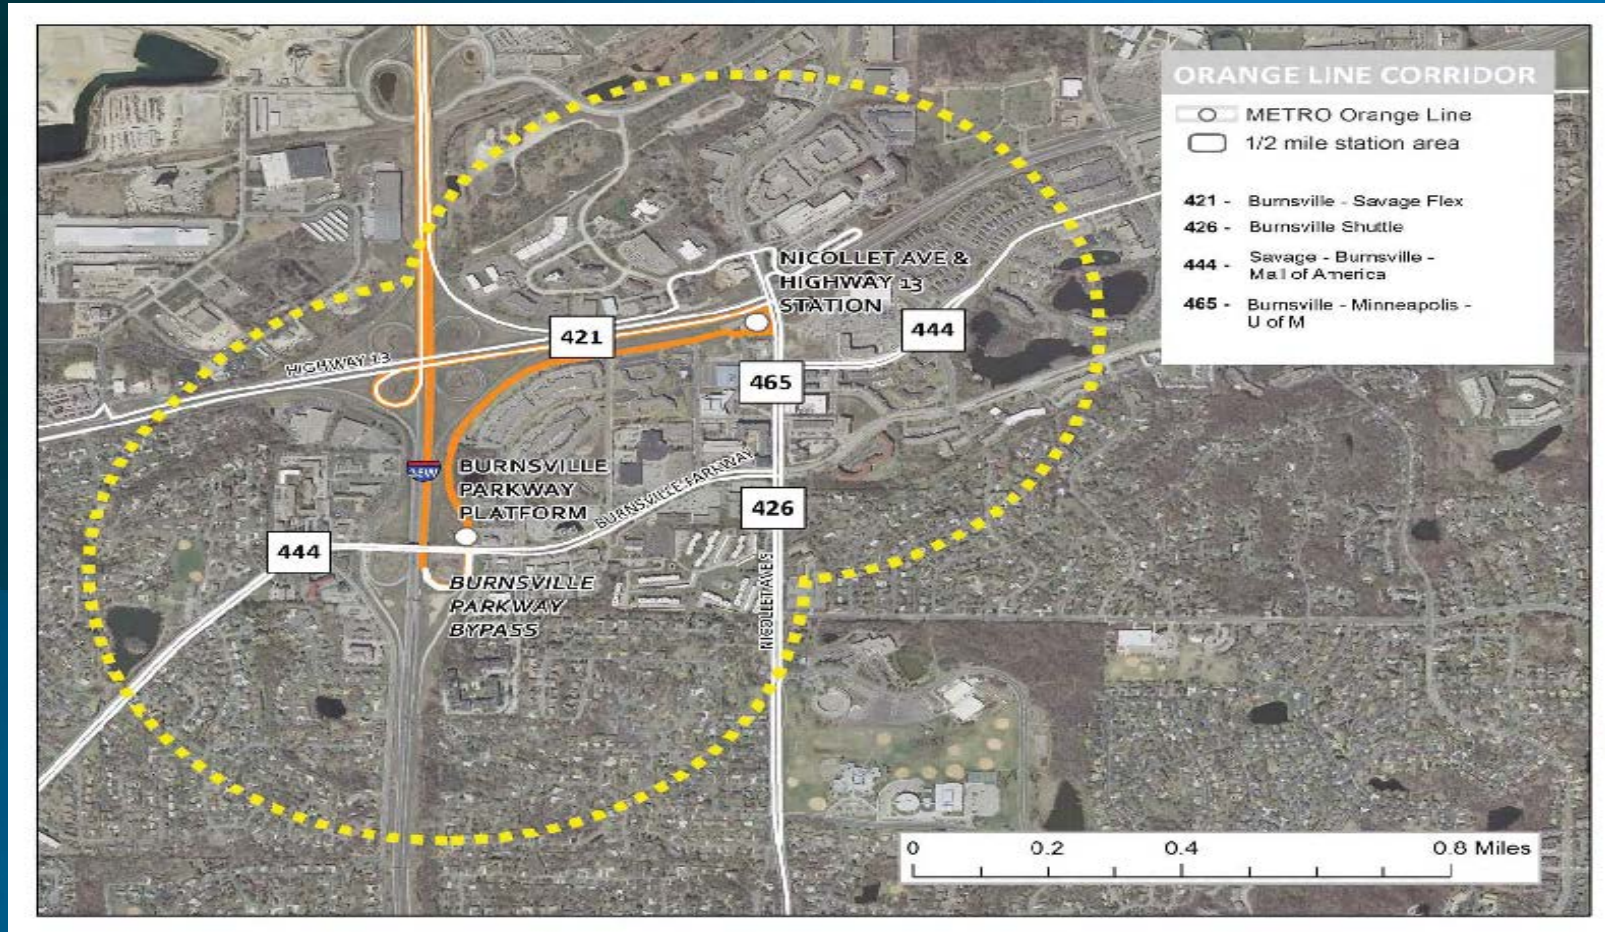 ORANGE LINE CORRIDOR
METRO Orange Line
1/2 mile station area
421 - Burnsville - Savage Flex
426 - Burnsville Shuttle
444 - Savage - Burnsville -
Mall of America
465 - Burnsville - Minneapolis -
U of M
NICOLLET AVE &
HIGHWAY 13
STATION
421
444
HIGHWAY 13
465
35W
BURNSVILLE
PARKWAY
PLATFORM
BURNSVILLE PARKWAY
426
444
BURNSVILLE
PARKWAY
BYPASS
NICOLLET AVE S
0 0.2 0.4 0.8 Miles